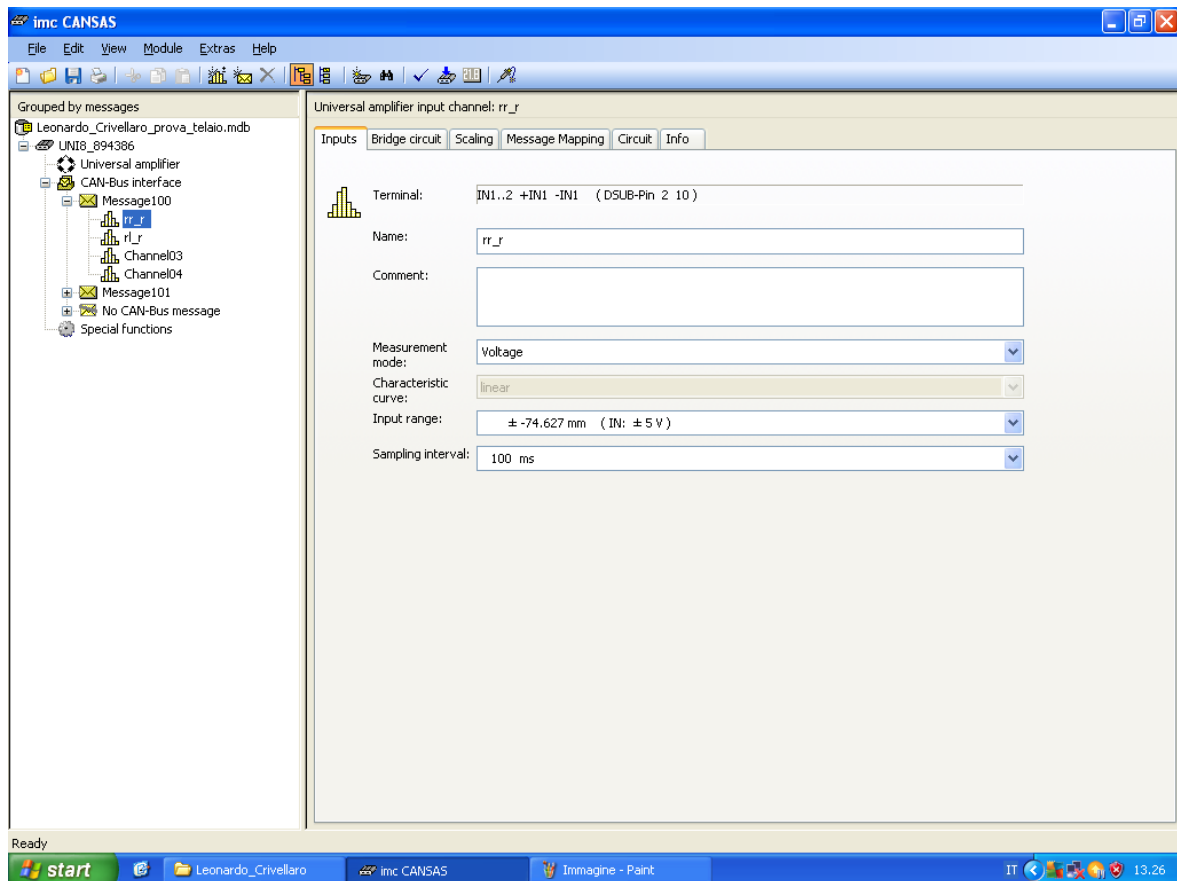 imc CANSAS
File Edit View Module Extras Help
Grouped by messages
Leonardo_Crivellaro_prova_telaio.mdb
UNI8_894386
Universal amplifier
CAN-Bus interface
Message100
rr_r
rl_r
Channel03
Channel04
Message101
No CAN-Bus message
Special functions
Universal amplifier input channel: rr_r
Inputs Bridge circuit Scaling Message Mapping Circuit Info
Terminal: IN1..2 +IN1 -IN1 ( DSUB-Pin 2 10 )
Name: rr_r
Comment:
Measurement mode: Voltage
Characteristic curve: linear
Input range: ± -74.627 mm ( IN: ± 5 V )
Sampling interval: 100 ms
Ready
start Leonardo_Crivellaro imc CANSAS Immagine - Paint IT 13.26